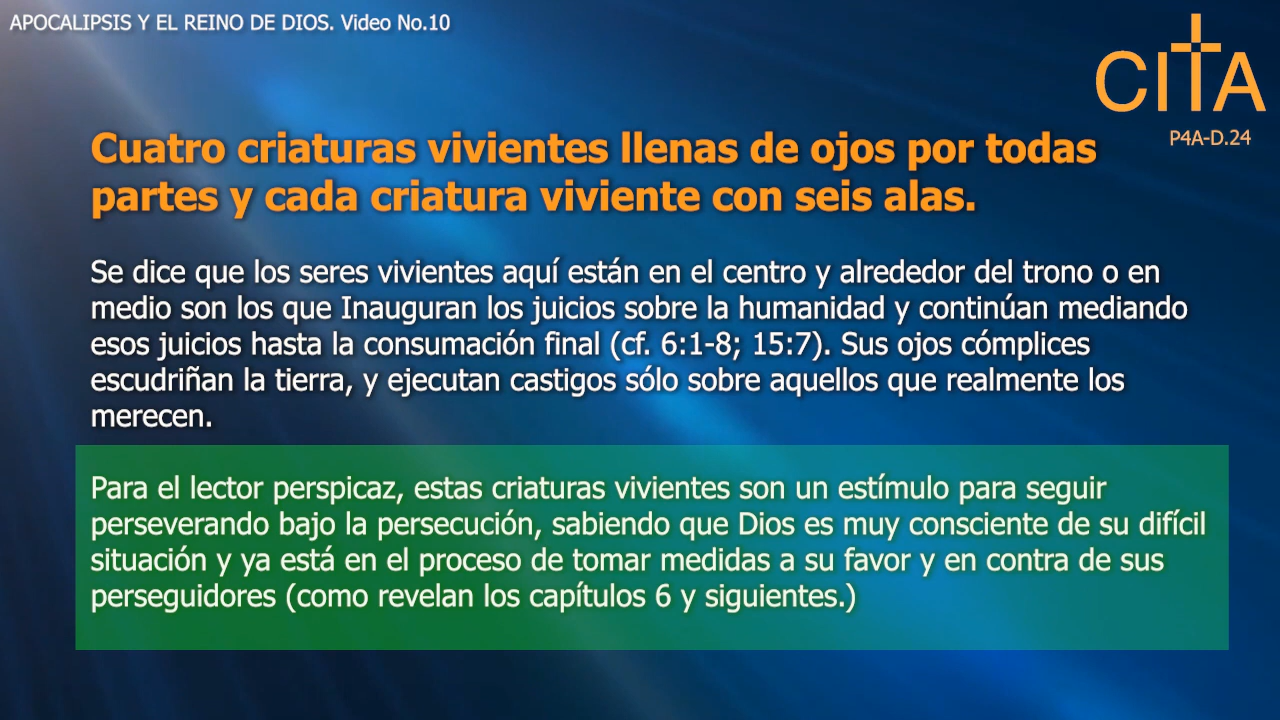 APOCALIPSIS Y EL REINO DE DIOS. Video No.10
CITA
P4A-D.24
Cuatro criaturas vivientes llenas de ojos por todas
partes y cada criatura viviente con seis alas.
Se dice que los seres vivientes aquí están en el centro y alrededor del trono o en
medio son los que Inauguran los juicios sobre la humanidad y continúan mediando
esos juicios hasta la consumación final (cf. 6:1-8; 15:7). Sus ojos cómplices
escudriñan la tierra, y ejecutan castigos sólo sobre aquellos que realmente los
merecen.
Para el lector perspicaz, estas criaturas vivientes son un estímulo para seguir
perseverando bajo la persecución, sabiendo que Dios es muy consciente de su difícil
situación y ya está en el proceso de tomar medidas a su favor y en contra de sus
perseguidores (como revelan los capítulos 6 y siguientes.)